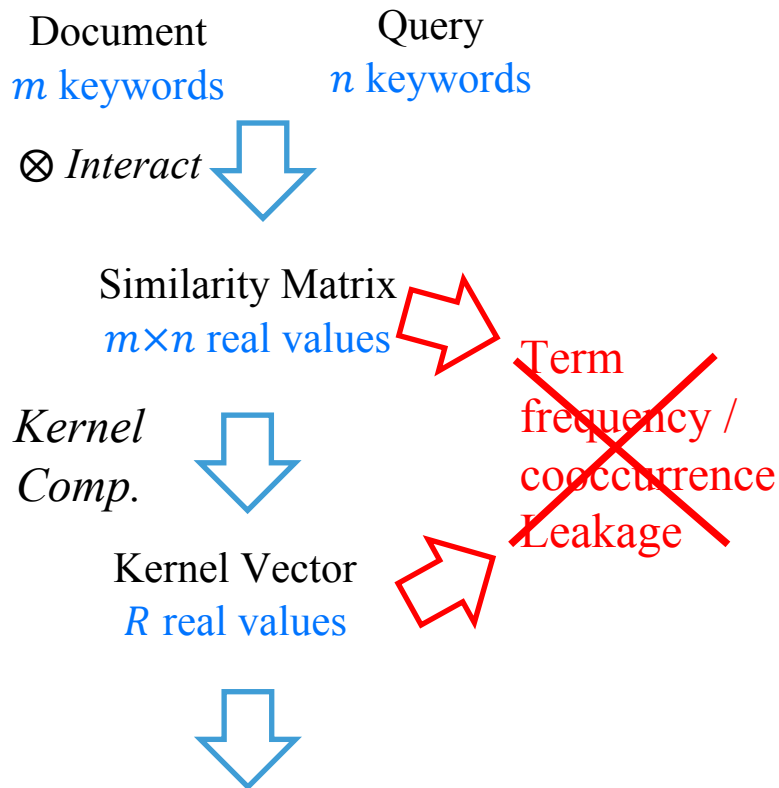 Document
Query
m keywords
n keywords
⊗ Interact
Similarity Matrix
m×n real values
Term
frequency /
cooccurrence
Leakage
Kernel
Comp.
Kernel Vector
R real values